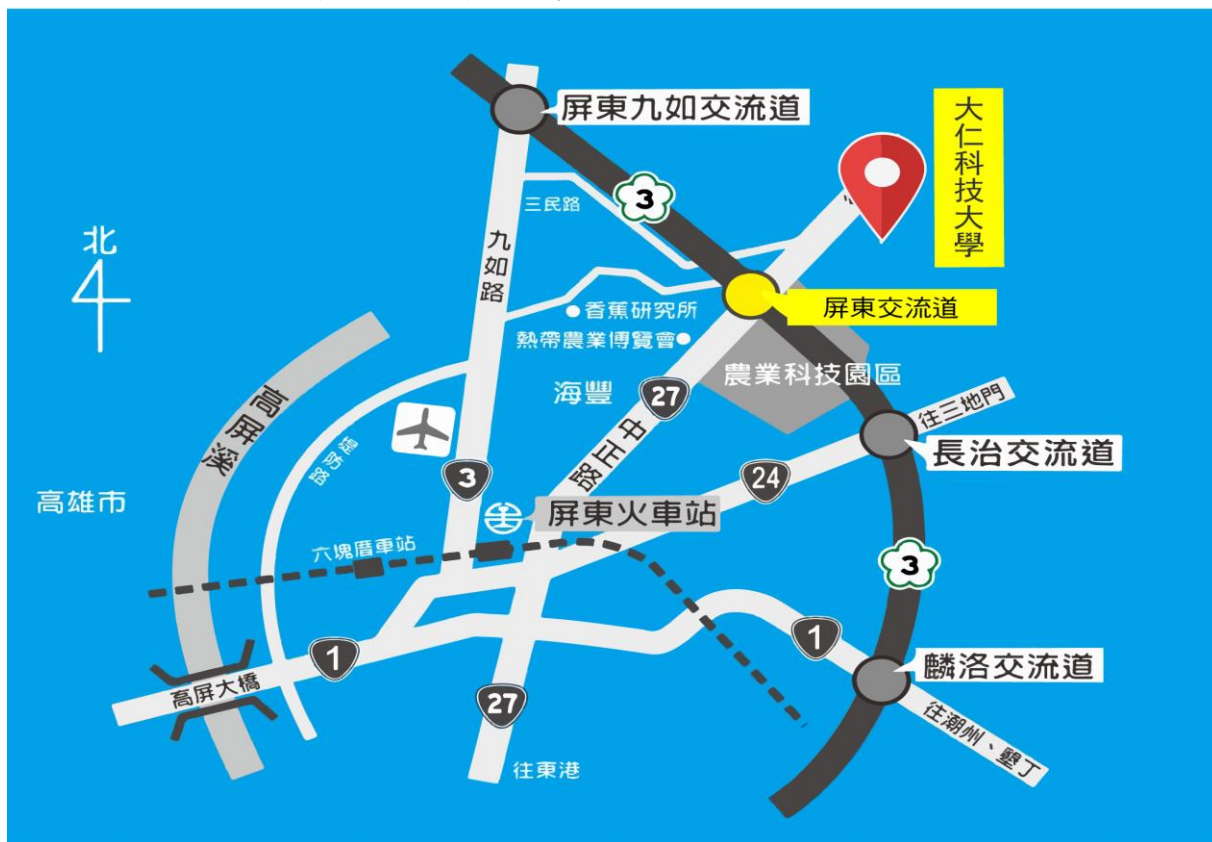 屏東九如交流道
大仁科技大學
3
三民路
北
九如路
香蕉研究所
屏東交流道
熱帶農業博覽會
農業科技園區
海豐
27
高屏溪
往三地門
堤防路
中正路
長治交流道
3
24
高雄市
屏東火車站
六塊厝車站
3
1
1
麟洛交流道
高屏大橋
27
往潮州、墾丁
往東港